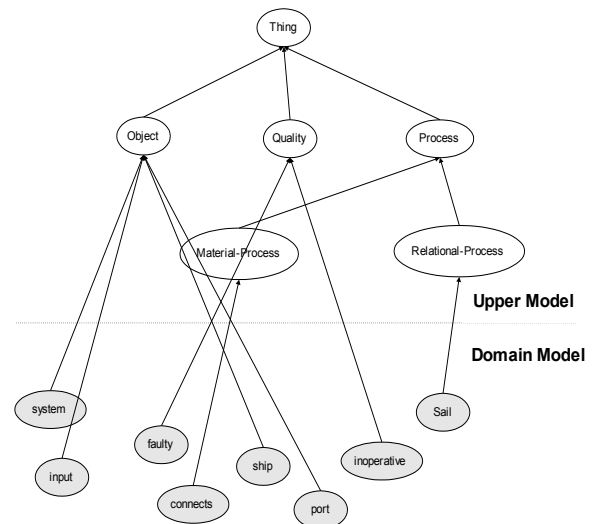 Thing
Object
Quality
Process
Material-Process
Relational-Process
Upper Model
Domain Model
system
Sail
faulty
ship
inoperative
input
connects
port